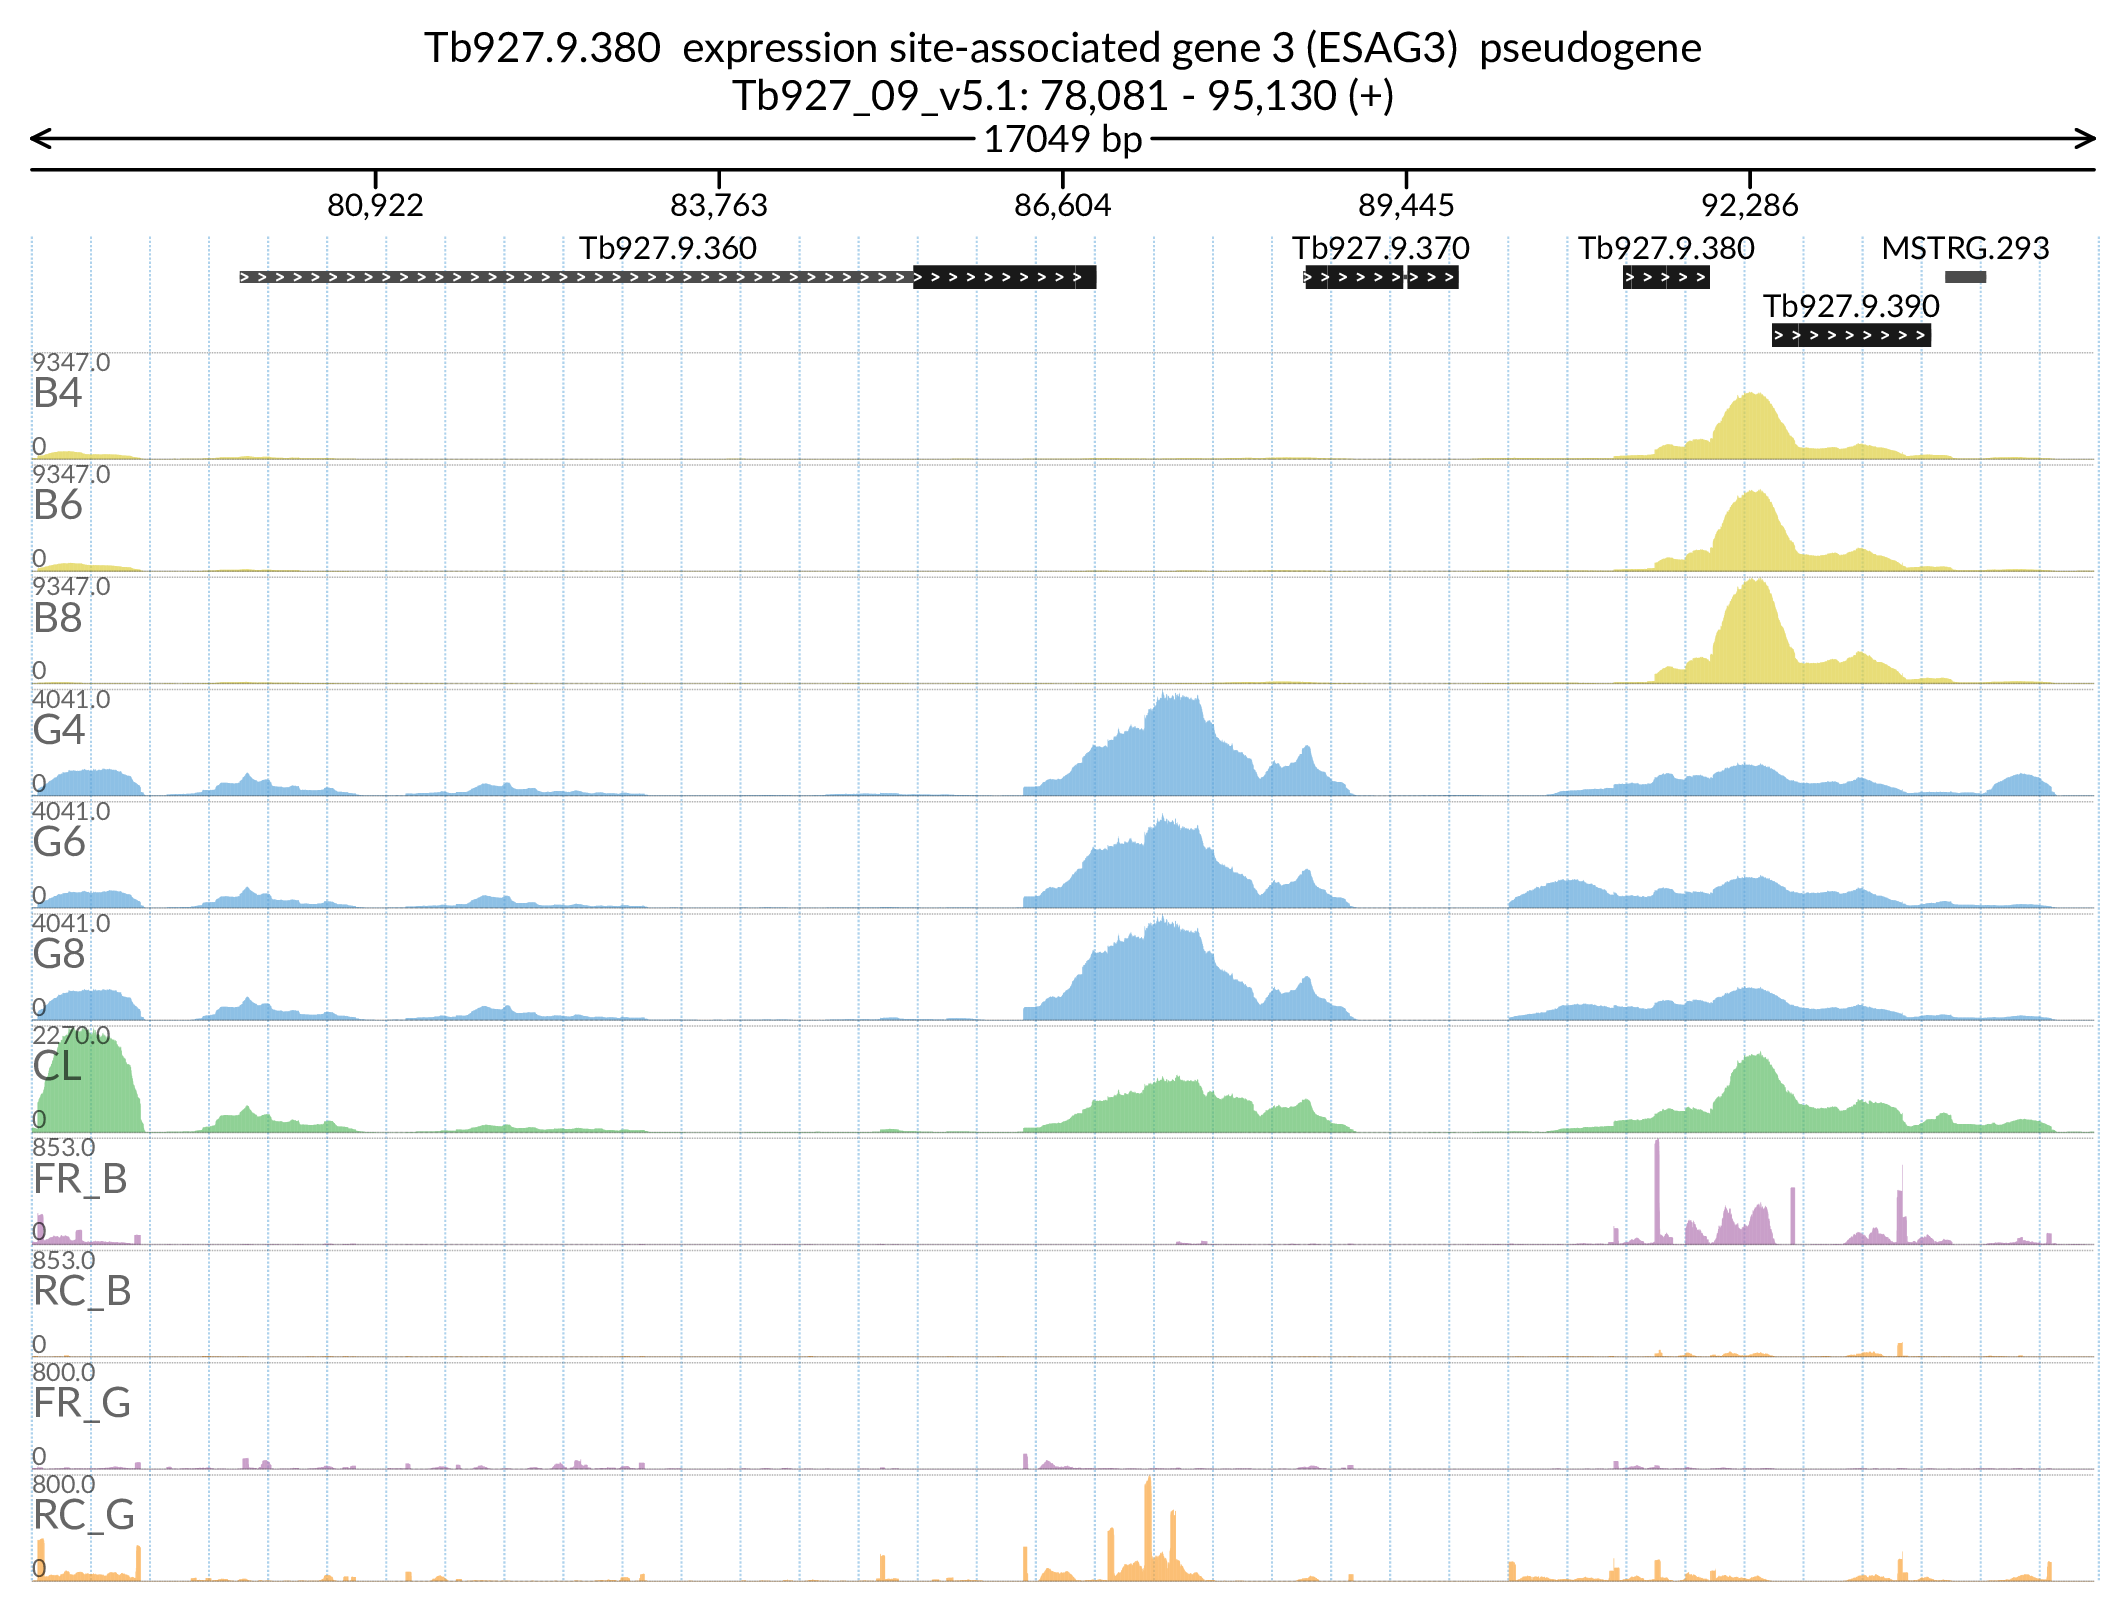 Tb927.9.380  expression site-associated gene 3 (ESAG3)  pseudogene
Tb927_09_v5.1: 78,081 - 95,130 (+)
17049 bp
80,922 83,763 86,604 89,445 92,286
Tb927.9.360 Tb927.9.370 Tb927.9.380 MSTRG.293
Tb927.9.390
9347.0
B4
0
9347.0
B6
0
9347.0
B8
0
4041.0
G4
0
4041.0
G6
0
4041.0
G8
0
2270.0
CL
0
853.0
FR_B
0
853.0
RC_B
0
800.0
FR_G
0
800.0
RC_G
0